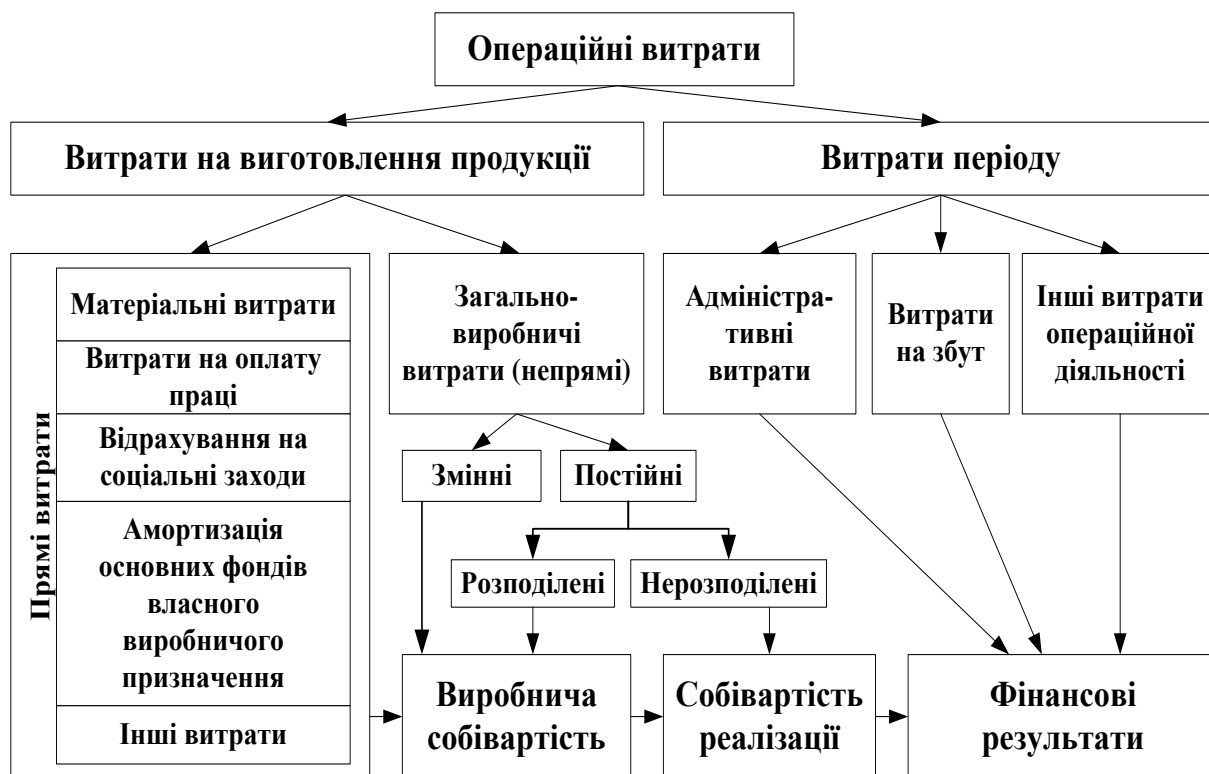 Операційні витрати
Витрати на виготовлення продукції
Витрати періоду
Прямі витрати
Матеріальні витрати
Витрати на оплату
праці
Відрахування на
соціальні заходи
Амортизація
основних фондів
власного
виробничого
призначення
Інші витрати
Загально-
виробничі
витрати (непрямі)
Адміністра-
тивні
витрати
Витрати
на збут
Інші витрати
операційної
діяльності
Змінні
Постійні
Розподілені
Нерозподілені
Виробнича
собівартість
Собівартість
реалізації
Фінансові
результати